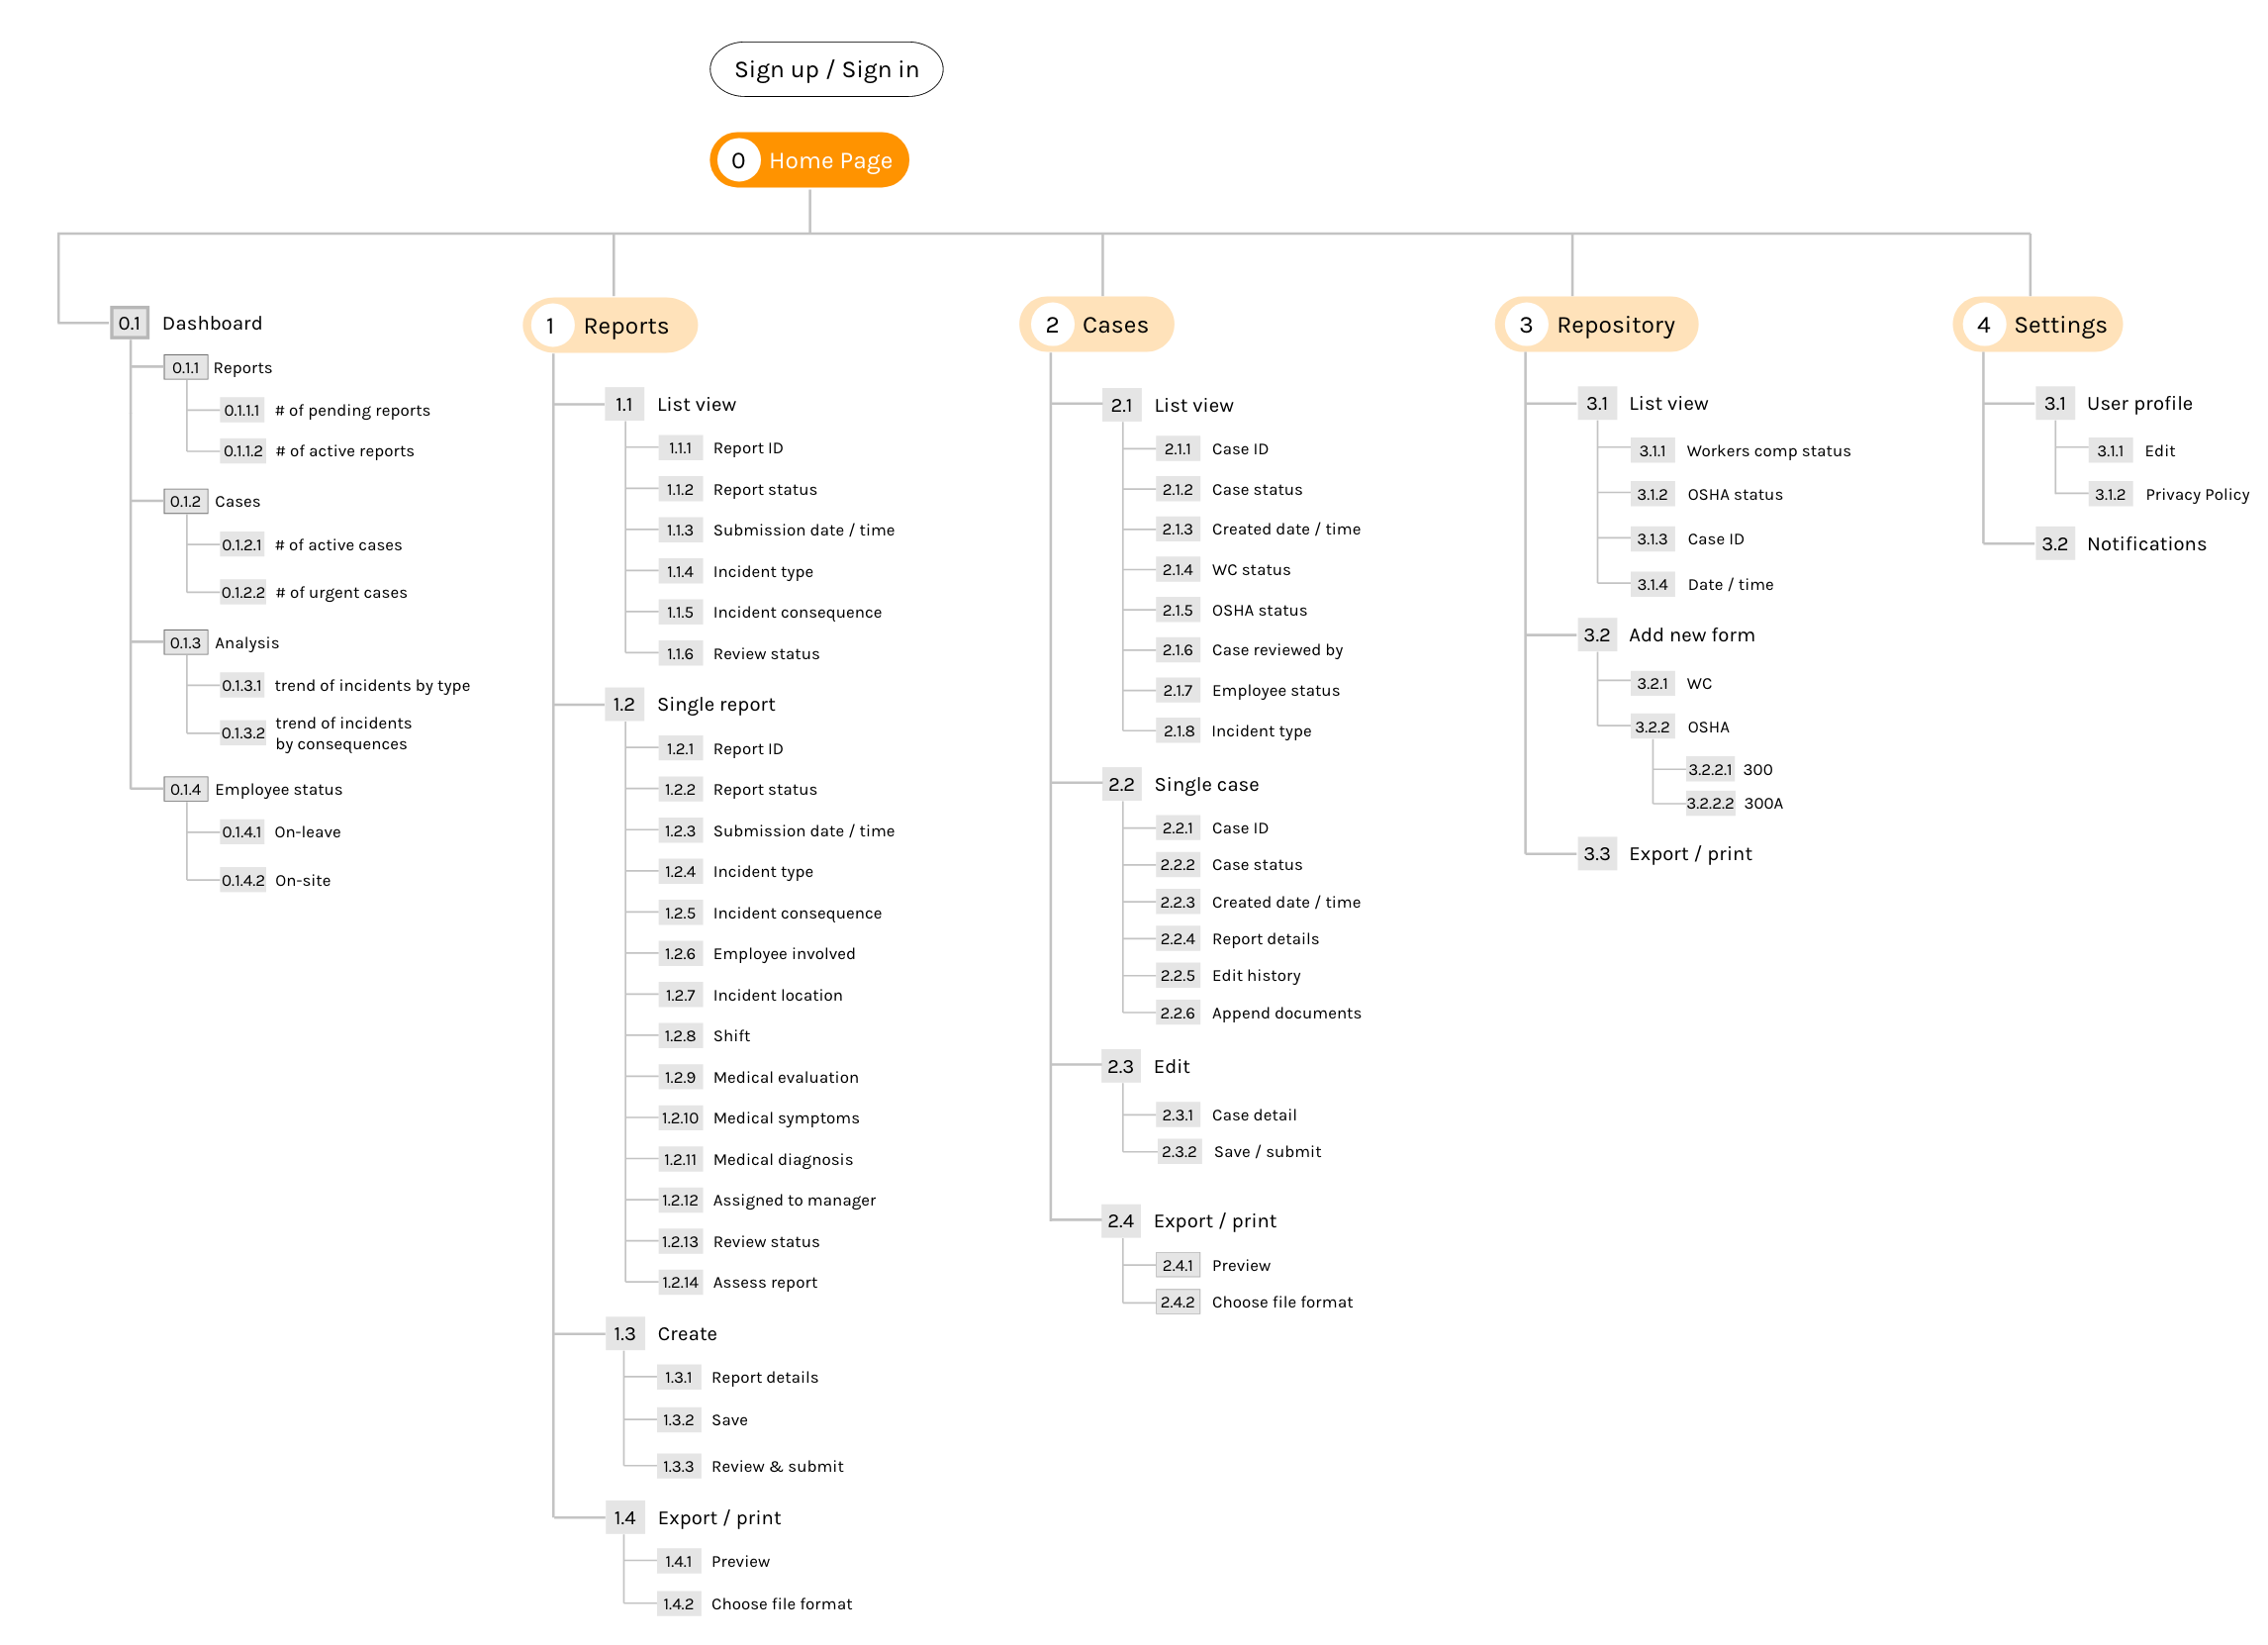 Sign up / Sign in
0 Home Page
0.1 Dashboard
0.1.1 Reports
0.1.1.1 # of pending reports
0.1.1.2 # of active reports
0.1.2 Cases
0.1.2.1 # of active cases
0.1.2.2 # of urgent cases
0.1.3 Analysis
0.1.3.1 trend of incidents by type
0.1.3.2 trend of incidents
by consequences
0.1.4 Employee status
0.1.4.1 On-leave
0.1.4.2 On-site
1 Reports
1.1 List view
1.1.1 Report ID
1.1.2 Report status
1.1.3 Submission date / time
1.1.4 Incident type
1.1.5 Incident consequence
1.1.6 Review status
1.2 Single report
1.2.1 Report ID
1.2.2 Report status
1.2.3 Submission date / time
1.2.4 Incident type
1.2.5 Incident consequence
1.2.6 Employee involved
1.2.7 Incident location
1.2.8 Shift
1.2.9 Medical evaluation
1.2.10 Medical symptoms
1.2.11 Medical diagnosis
1.2.12 Assigned to manager
1.2.13 Review status
1.2.14 Assess report
1.3 Create
1.3.1 Report details
1.3.2 Save
1.3.3 Review & submit
1.4 Export / print
1.4.1 Preview
1.4.2 Choose file format
2 Cases
2.1 List view
2.1.1 Case ID
2.1.2 Case status
2.1.3 Created date / time
2.1.4 WC status
2.1.5 OSHA status
2.1.6 Case reviewed by
2.1.7 Employee status
2.1.8 Incident type
2.2 Single case
2.2.1 Case ID
2.2.2 Case status
2.2.3 Created date / time
2.2.4 Report details
2.2.5 Edit history
2.2.6 Append documents
2.3 Edit
2.3.1 Case detail
2.3.2 Save / submit
2.4 Export / print
2.4.1 Preview
2.4.2 Choose file format
3 Repository
3.1 List view
3.1.1 Workers comp status
3.1.2 OSHA status
3.1.3 Case ID
3.1.4 Date / time
3.2 Add new form
3.2.1 WC
3.2.2 OSHA
3.2.2.1 300
3.2.2.2 300A
3.3 Export / print
4 Settings
3.1 User profile
3.1.1 Edit
3.1.2 Privacy Policy
3.2 Notifications